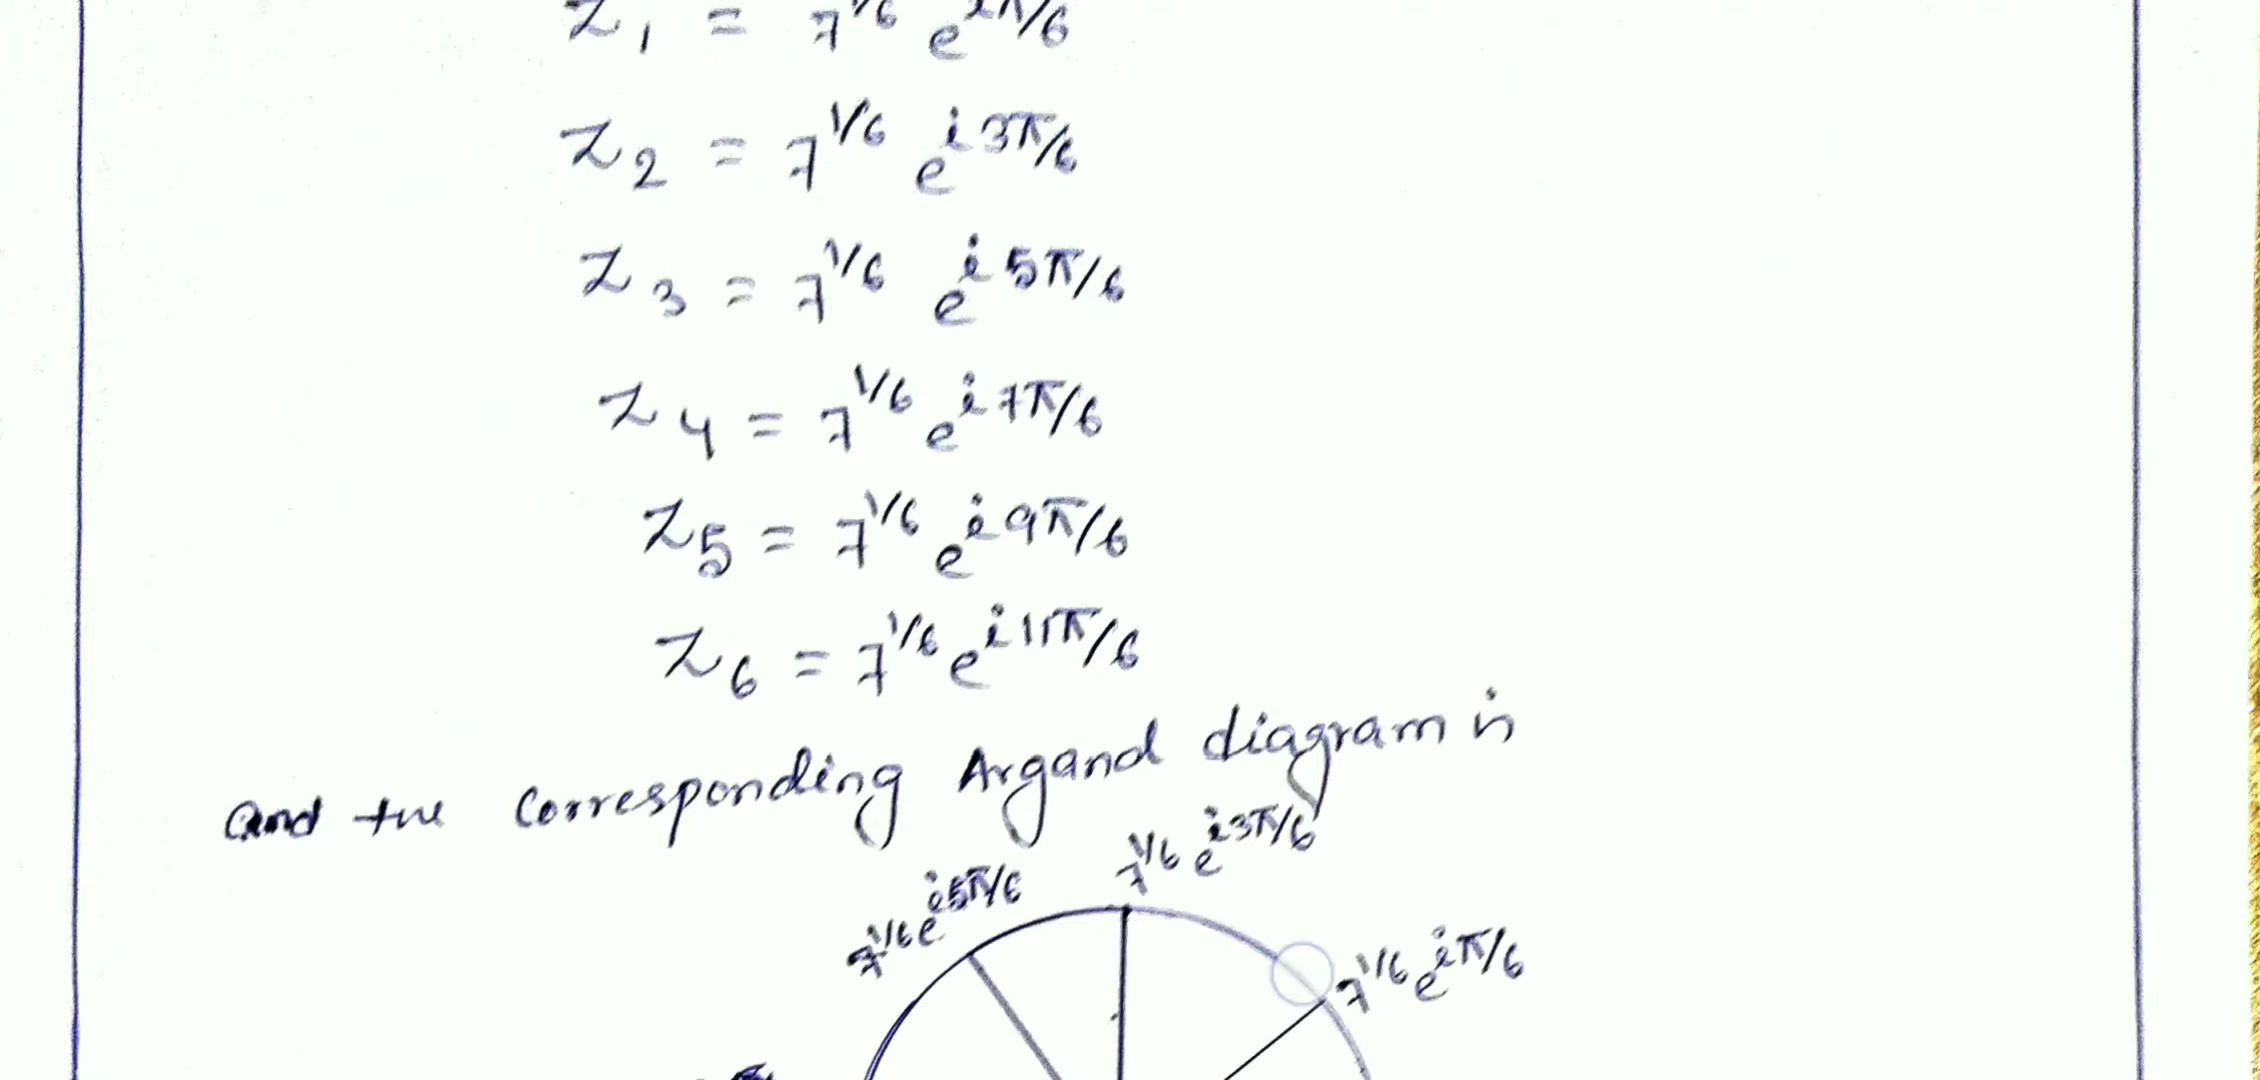 z₁ = 7^{1/6} e^{iπ/6}
z₂ = 7^{1/6} e^{i3π/6}
z₃ = 7^{1/6} e^{i5π/6}
z₄ = 7^{1/6} e^{i7π/6}
z₅ = 7^{1/6} e^{i9π/6}
z₆ = 7^{1/6} e^{i11π/6}
and the corresponding Argand diagram is
7^{1/6} e^{i3π/6}
7^{1/6} e^{i5π/6}
7^{1/6} e^{iπ/6}